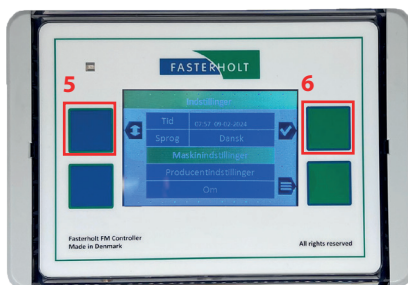 FASTERHOLT
5
6
Indstillinger
Tid 07:57 09-02-2024
Sprog Dansk
Maskinindstillinger
Producentindstillinger
Om
Fasterholt FM Controller
Made in Denmark
All rights reserved